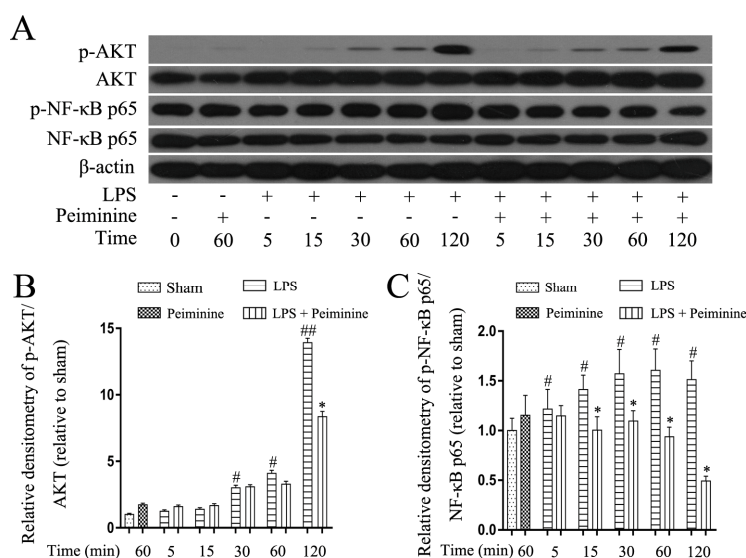 A
p-AKT
AKT
p-NF-κB p65
NF-κB p65
β-actin
LPS - - + + + + + + + + + +
Peiminine - + - - - - - + + + + +
Time 0 60 5 15 30 60 120 5 15 30 60 120
B
Sham LPS
Peiminine LPS + Peiminine
Relative densitometry of p-AKT/
AKT (relative to sham)
15
10
5
0
# # ## *
Time (min) 60 5 15 30 60 120
C
Sham LPS
Peiminine LPS + Peiminine
Relative densitometry of p-NF-κB p65/
NF-κB p65 (relative to sham)
2.0
1.5
1.0
0.5
0.0
# # * # * # * # *
Time (min) 60 5 15 30 60 120